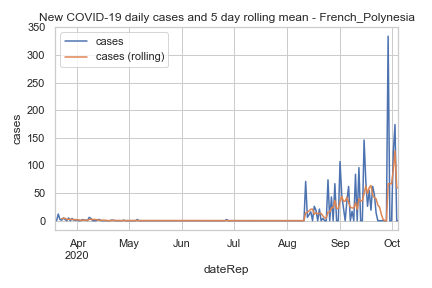 New COVID-19 daily cases and 5 day rolling mean - French_Polynesia
cases
cases (rolling)
350
300
250
200
150
100
50
0
cases
Apr May Jun Jul Aug Sep Oct
2020
dateRep